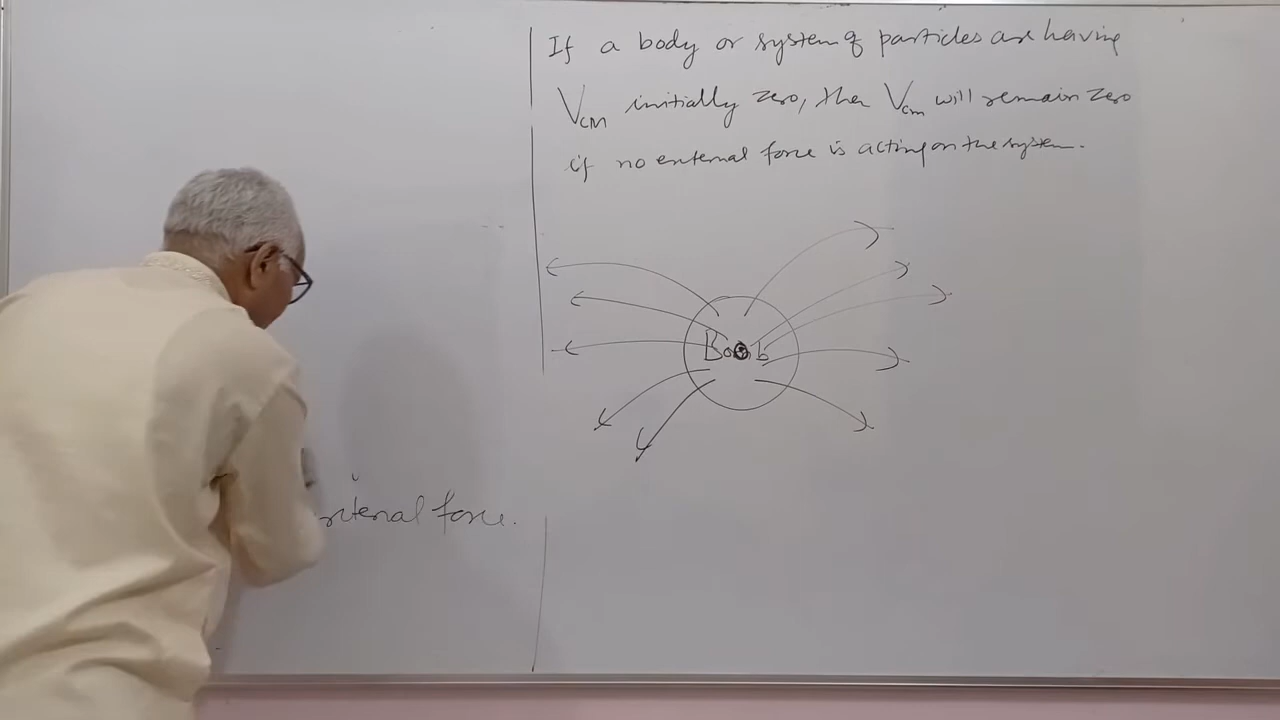 If a body or system of particles are having
VCM initially zero, then Vcm will remain zero
if no external force is acting on the system.
Bomb
force.